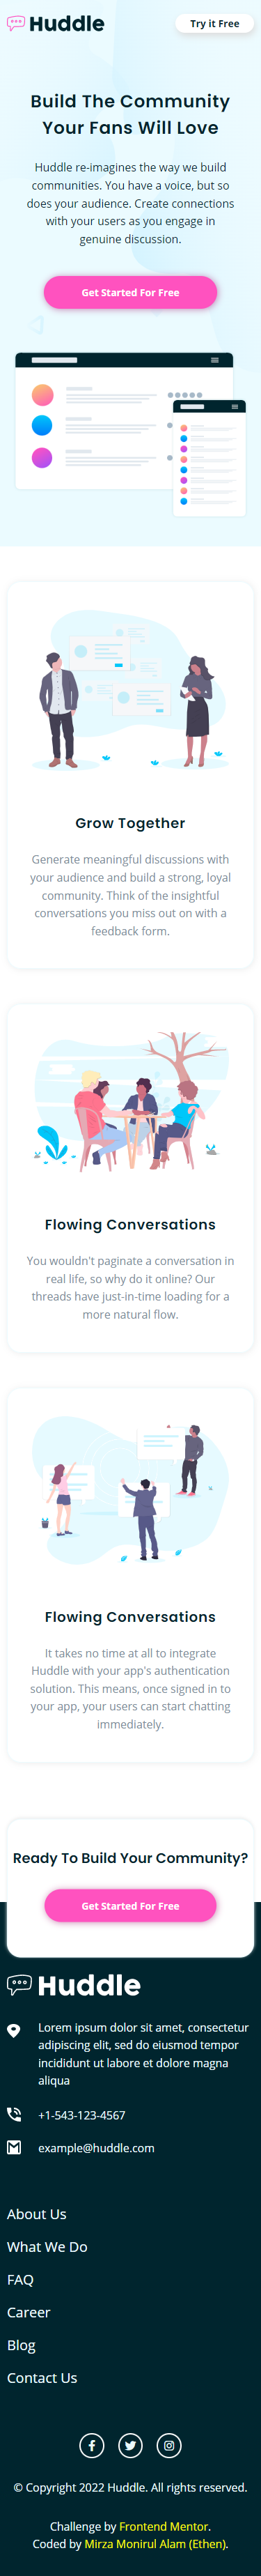 Huddle
Try it Free
Build The Community
Your Fans Will Love
Huddle re-imagines the way we build
communities. You have a voice, but so
does your audience. Create connections
with your users as you engage in
genuine discussion.
Get Started For Free
Grow Together
Generate meaningful discussions with
your audience and build a strong, loyal
community. Think of the insightful
conversations you miss out on with a
feedback form.
Flowing Conversations
You wouldn't paginate a conversation in
real life, so why do it online? Our
threads have just-in-time loading for a
more natural flow.
Flowing Conversations
It takes no time at all to integrate
Huddle with your app's authentication
solution. This means, once signed in to
your app, your users can start chatting
immediately.
Ready To Build Your Community?
Get Started For Free
Huddle
Lorem ipsum dolor sit amet, consectetur
adipiscing elit, sed do eiusmod tempor
incididunt ut labore et dolore magna
aliqua
+1-543-123-4567
example@huddle.com
About Us
What We Do
FAQ
Career
Blog
Contact Us
© Copyright 2022 Huddle. All rights reserved.
Challenge by Frontend Mentor.
Coded by Mirza Monirul Alam (Ethen).